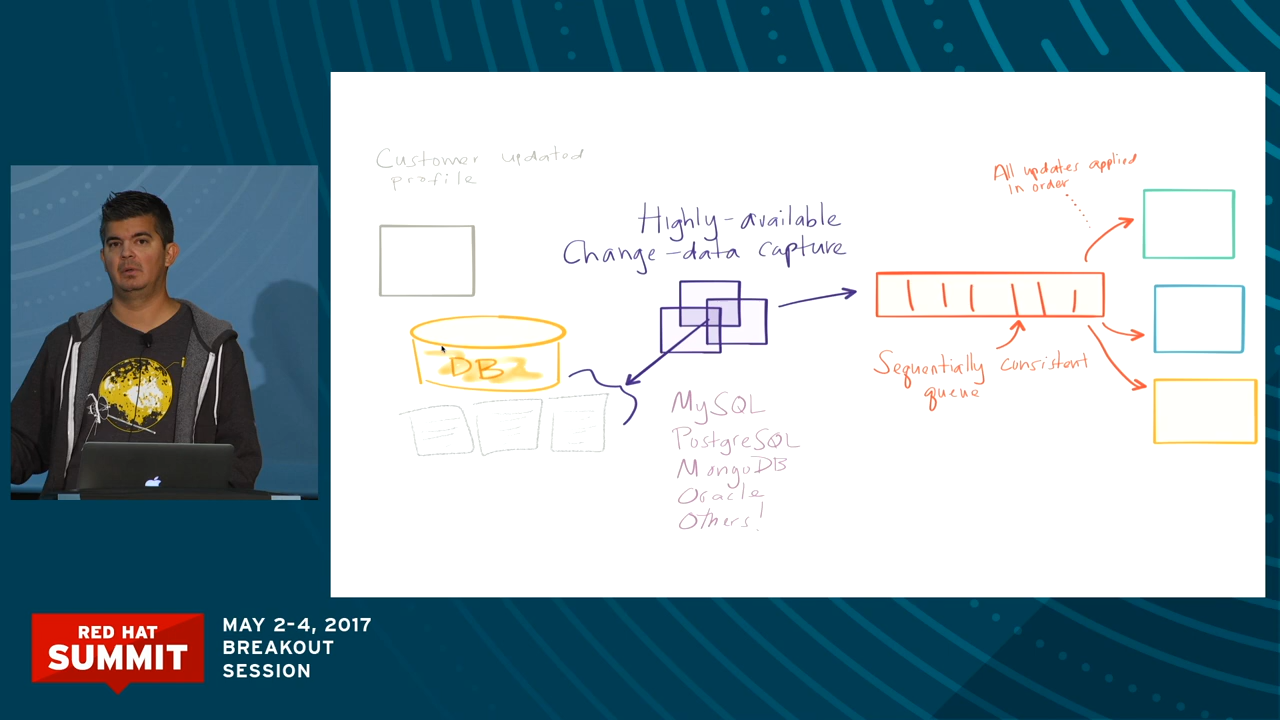 Customer updated
profile
Highly-available
Change-data capture
DB
MySQL
PostgreSQL
MongoDB
Oracle
Others!
All updates applied
in order
Sequentially consistent
queue
RED HAT
SUMMIT
MAY 2-4, 2017
BREAKOUT
SESSION